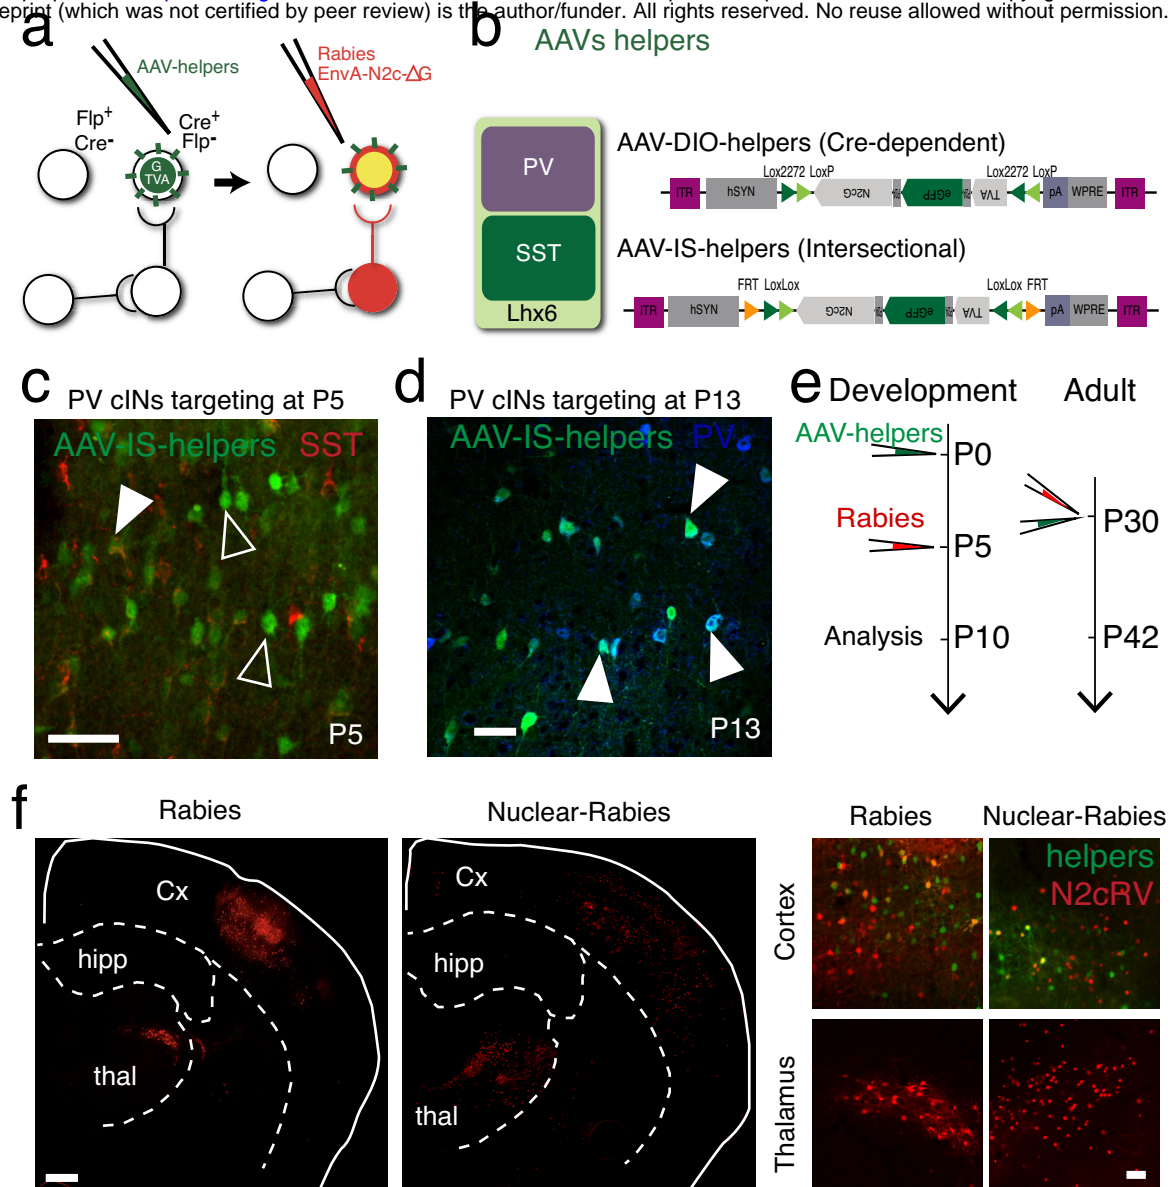 eprint (which was not certified by peer review) is the author/funder. All rights reserved. No reuse allowed without permission.
a
AAV-helpers
Rabies
EnvA-N2c-ΔG
Flp+
Cre-
Cre+
Flp-
G
TVA
b
AAVs helpers
PV
SST
Lhx6
AAV-DIO-helpers (Cre-dependent)
Lox2272 LoxP
Lox2272 LoxP
ITR
hSYN
N2cG
eGFP
TVA
pA
WPRE
ITR
AAV-IS-helpers (Intersectional)
FRT LoxLox
LoxLox FRT
ITR
hSYN
N2cG
eGFP
TVA
pA
WPRE
ITR
c
PV cINs targeting at P5
AAV-IS-helpers SST
P5
d
PV cINs targeting at P13
AAV-IS-helpers PV
P13
e
Development
Adult
AAV-helpers
P0
Rabies
P5
P30
Analysis
P10
P42
f
Rabies
Nuclear-Rabies
Cx
hipp
thal
Cx
hipp
thal
Rabies
Nuclear-Rabies
Cortex
helpers
N2cRV
Thalamus